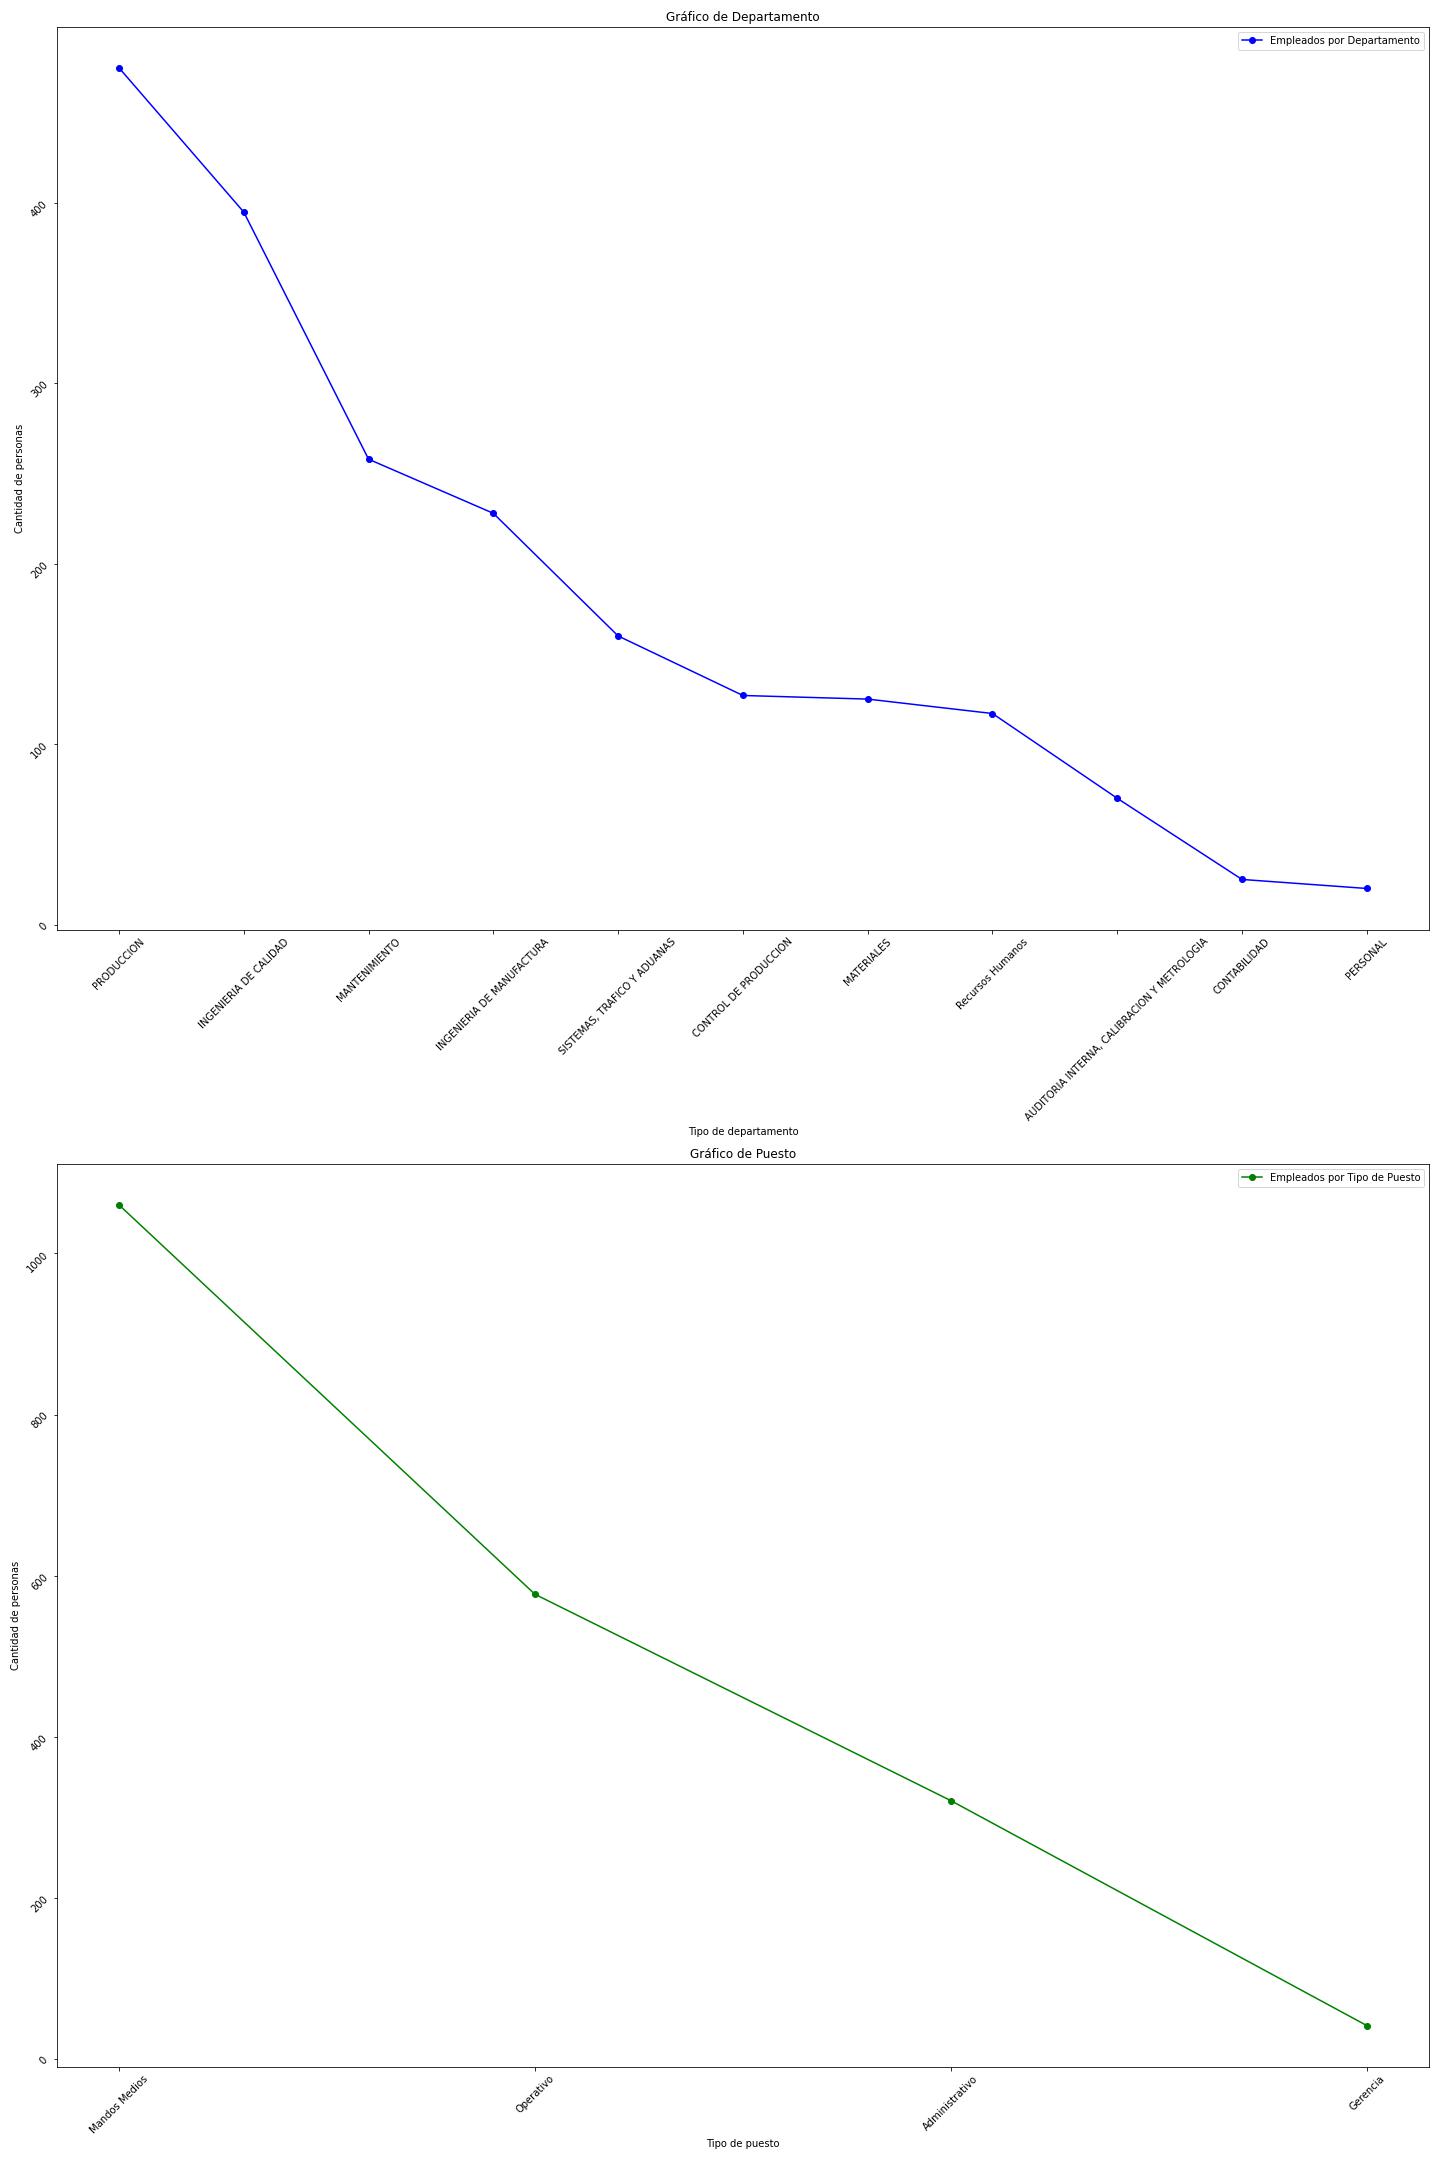 Gráfico de Departamento
Empleados por Departamento
Cantidad de personas
400
300
200
100
0
PRODUCCION
INGENIERIA DE CALIDAD
MANTENIMIENTO
INGENIERIA DE MANUFACTURA
SISTEMAS, TRAFICO Y ADUANAS
CONTROL DE PRODUCCION
MATERIALES
Recursos Humanos
AUDITORIA INTERNA, CALIBRACION Y METROLOGIA
CONTABILIDAD
PERSONAL
Tipo de departamento
Gráfico de Puesto
Empleados por Tipo de Puesto
Cantidad de personas
1000
800
600
400
200
0
Mandos Medios
Operativo
Administrativo
Gerencia
Tipo de puesto